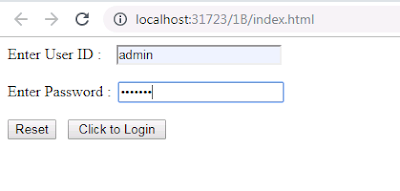 localhost:31723/1B/index.html
Enter User ID : admin
Enter Password : •••••••
Reset Click to Login